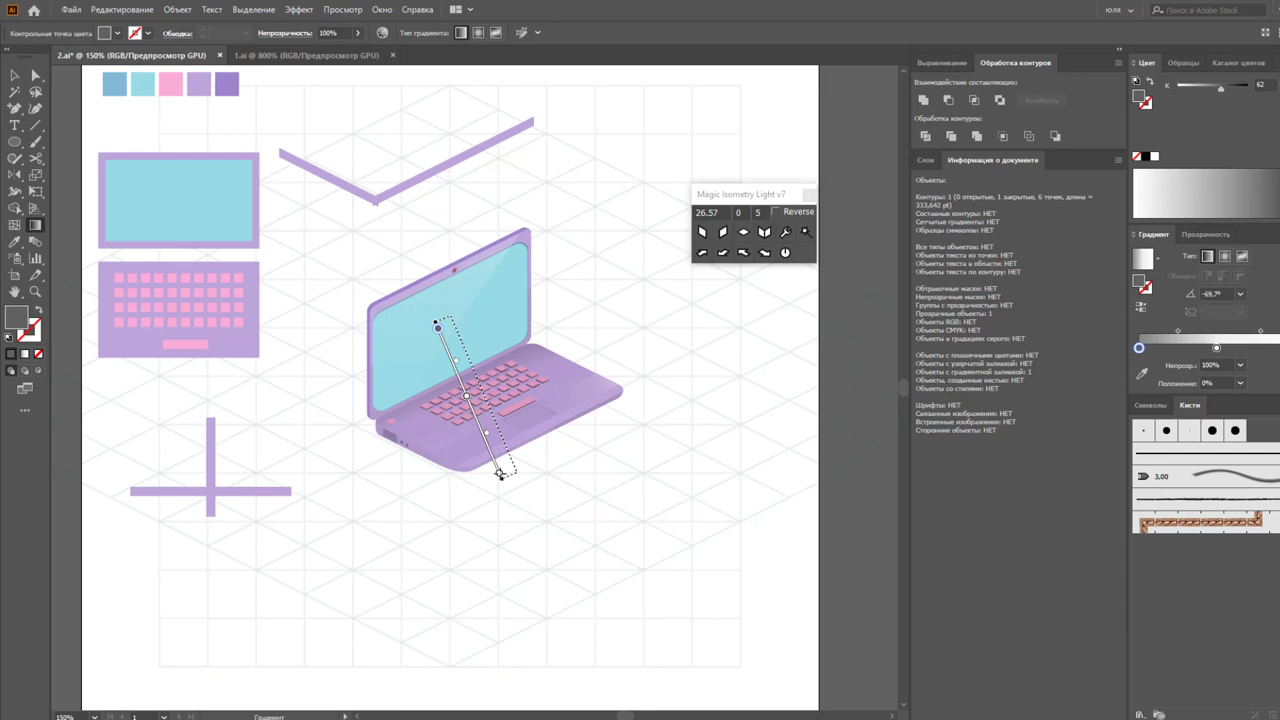 Ai
Файл
Редактирование
Объект
Текст
Выделение
Эффект
Просмотр
Окно
Справка
юля
Поиск в Adobe Stock
Контрольная точка цвета
Обводка:
Непрозрачность:
100%
Тип градиента:
2.ai* @ 150% (RGB/Предпросмотр GPU)
1.ai @ 800% (RGB/Предпросмотр GPU)
Выравнивание
Обработка контуров
Взаимодействие составляющих:
Разобрать
Обработка контуров:
Слои
Информация о документе
Объекты:
Контуры: 1 (0 открытые, 1 закрытые, 6 точек, длина =
333,642 pt)
Составные контуры: НЕТ
Сетчатые градиенты: НЕТ
Образцы символов: НЕТ
Все типы объектов: НЕТ
Объекты текста из точки: НЕТ
Объекты текста в области: НЕТ
Объекты текста по контуру: НЕТ
Обтравочные маски: НЕТ
Непрозрачные маски: НЕТ
Группы с прозрачностью: НЕТ
Прозрачные объекты: 1
Объекты RGB: НЕТ
Объекты CMYK: НЕТ
Объекты в градациях серого: НЕТ
Объекты с плашечными цветами: НЕТ
Объекты с узорчатой заливкой: НЕТ
Объекты с градиентной заливкой: 1
Объекты, созданные кистью: НЕТ
Объекты со стилями: НЕТ
Шрифты: НЕТ
Связанные изображения: НЕТ
Встроенные изображения: НЕТ
Сторонние объекты: НЕТ
Magic Isometry Light v7
26.57
0
5
Reverse
Цвет
Образцы
Каталог цветов
K
62
Градиент
Прозрачность
Тип:
Обводка:
-69,7°
Непрозр.:
100%
Положение:
0%
Символы
Кисти
3,00
150%
1
Градиент